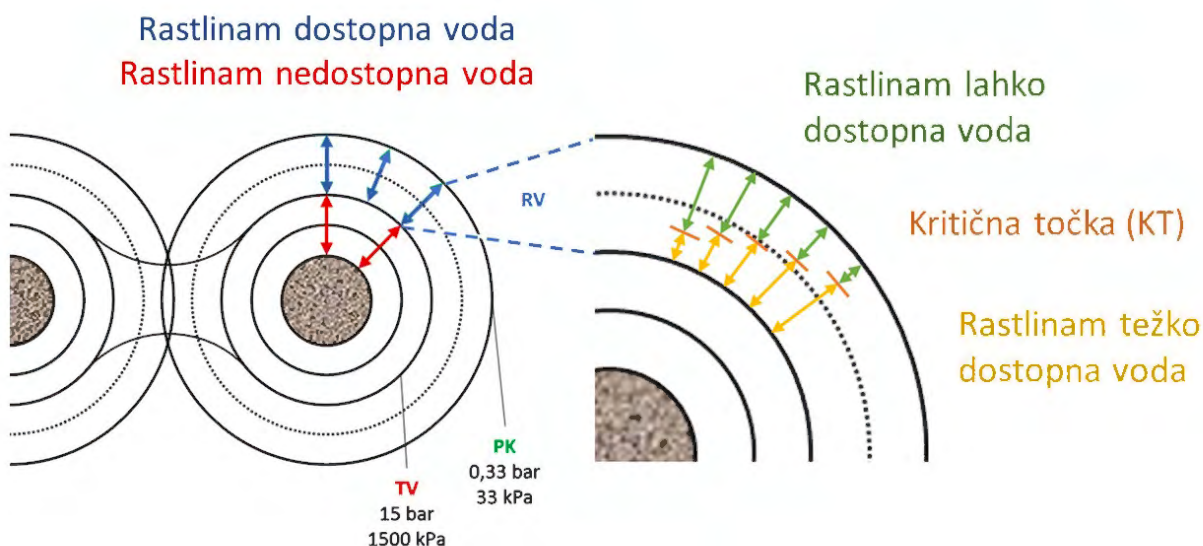 Rastlinam dostopna voda
Rastlinam nedostopna voda
RV
PK
0,33 bar
33 kPa
TV
15 bar
1500 kPa
Rastlinam lahko
dostopna voda
Kritična točka (KT)
Rastlinam težko
dostopna voda